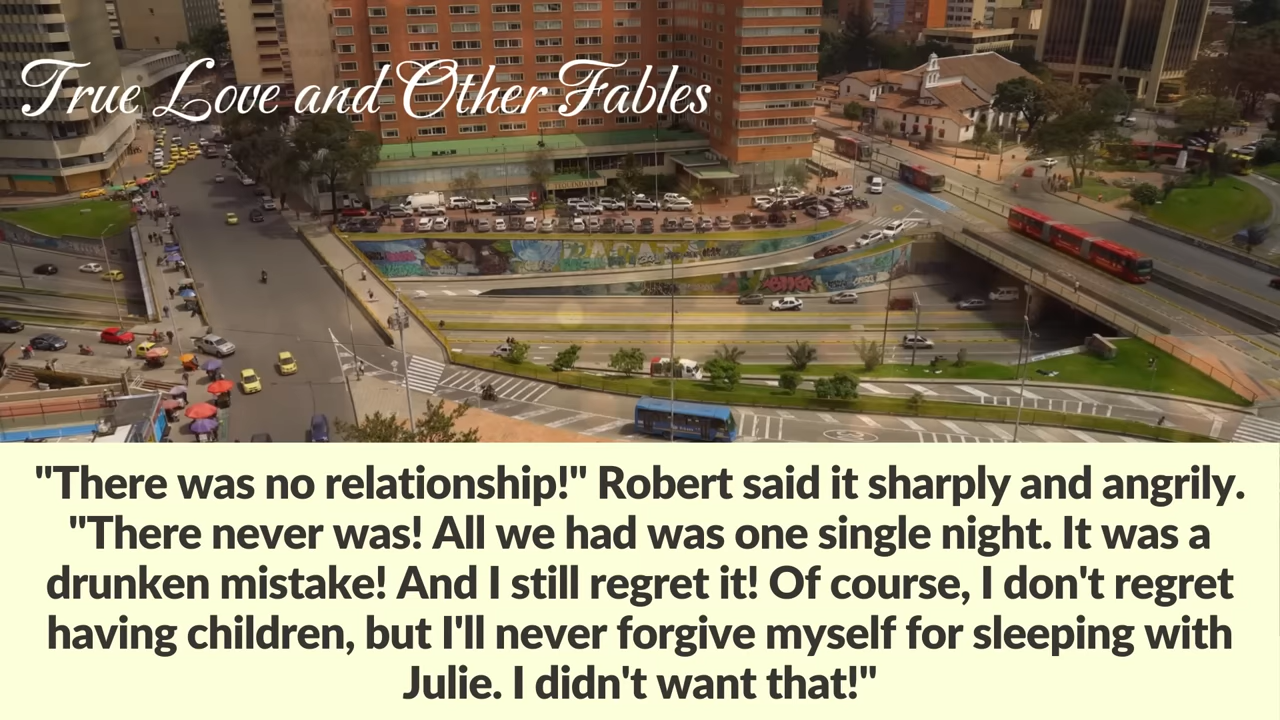 True Love and Other Fables
"There was no relationship!" Robert said it sharply and angrily.
"There never was! All we had was one single night. It was a
drunken mistake! And I still regret it! Of course, I don't regret
having children, but I'll never forgive myself for sleeping with
Julie. I didn't want that!"